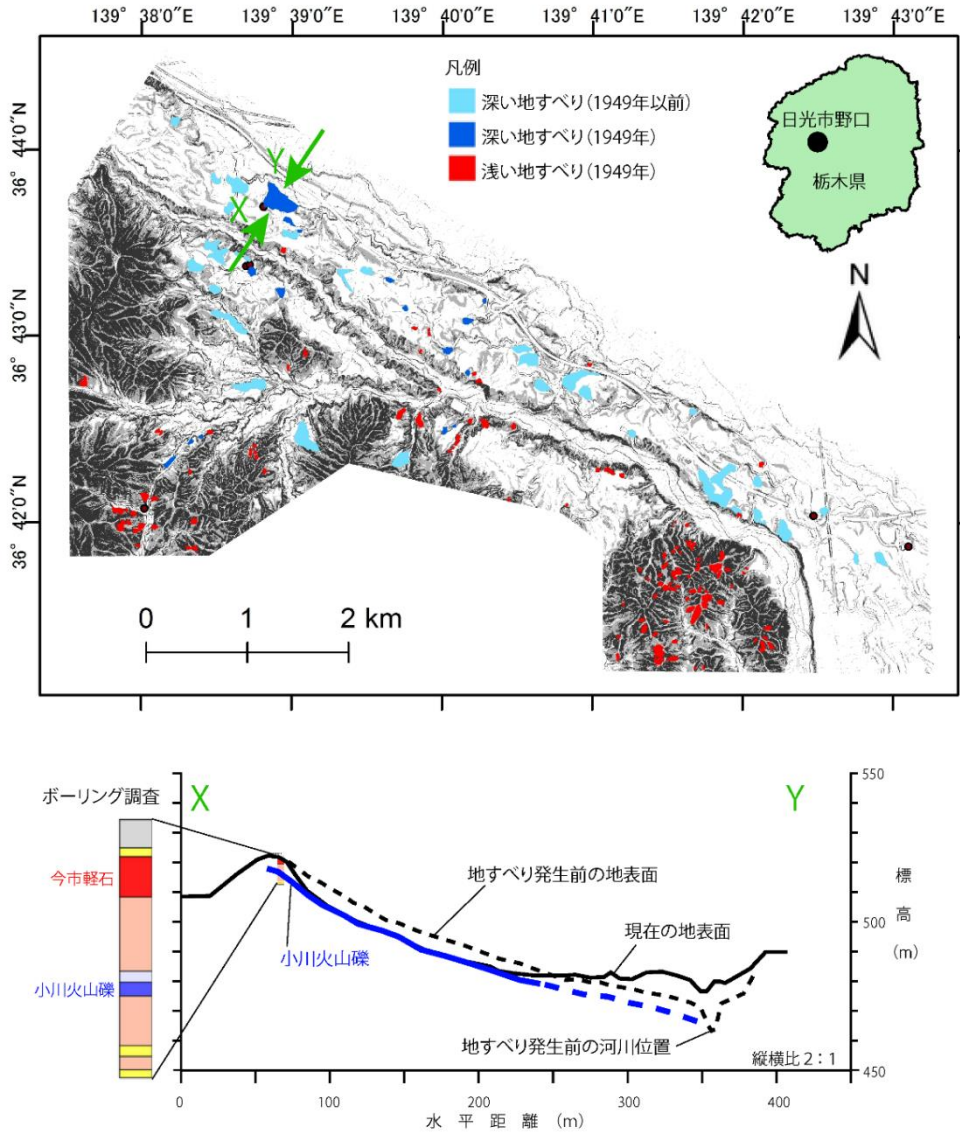 139° 38′0″E 139° 39′0″E 139° 40′0″E 139° 41′0″E 139° 42′0″E 139° 43′0″E
凡例
深い地すべり(1949年以前)
深い地すべり(1949年)
浅い地すべり(1949年)
日光市野口
栃木県
N
36° 44′0″N
36° 43′0″N
36° 42′0″N
Y
X
0 1 2 km
ボーリング調査
今市軽石
小川火山礫
X
Y
地すべり発生前の地表面
現在の地表面
小川火山礫
地すべり発生前の河川位置
縦横比2:1
550
500
450
標高(m)
0 100 200 300 400
水平距離(m)